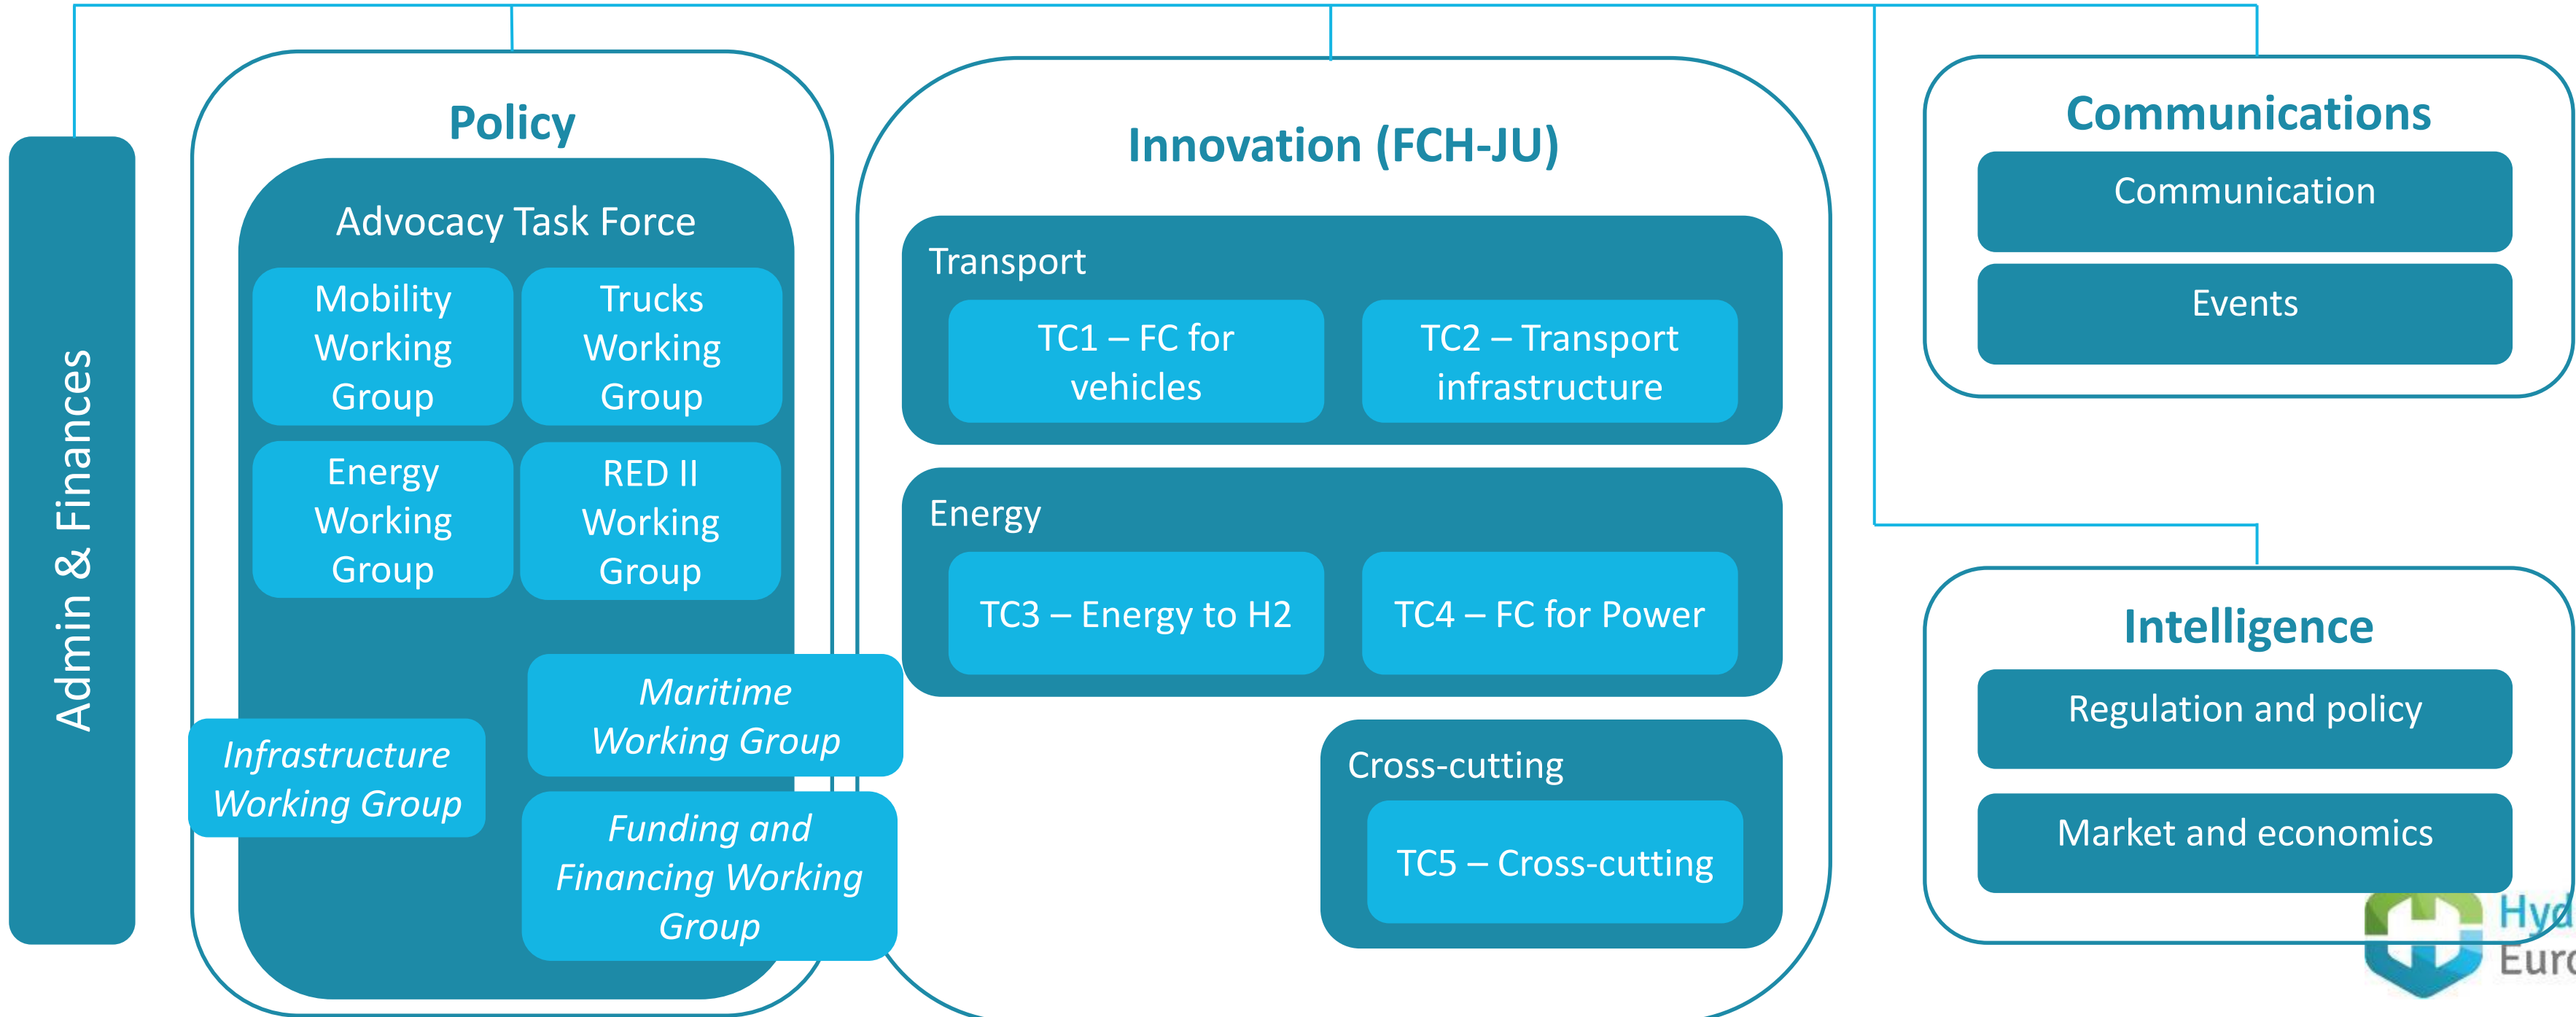 Admin & Finances
Policy
Advocacy Task Force
Mobility
Working
Group
Trucks
Working
Group
Energy
Working
Group
RED II
Working
Group
Maritime
Working Group
Infrastructure
Working Group
Funding and
Financing Working
Group
Innovation (FCH-JU)
Transport
TC1 – FC for
vehicles
TC2 – Transport
infrastructure
Energy
TC3 – Energy to H2
TC4 – FC for Power
Cross-cutting
TC5 – Cross-cutting
Communications
Communication
Events
Intelligence
Regulation and policy
Market and economics
Hyd
Euro